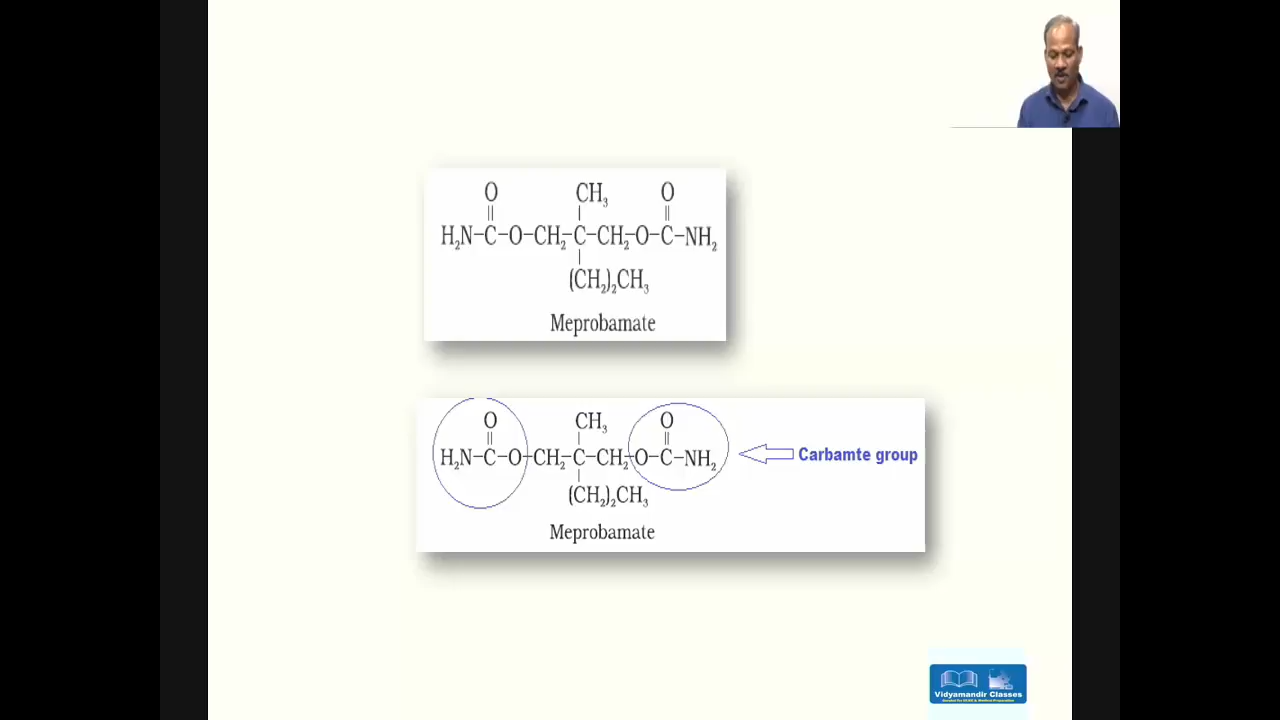 O CH₃ O
|| | ||
H₂N–C–O–CH₂–C–CH₂–O–C–NH₂
|
(CH₂)₂CH₃
Meprobamate
O CH₃ O
|| | ||
H₂N–C–O–CH₂–C–CH₂–O–C–NH₂
|
(CH₂)₂CH₃
Meprobamate
Carbamte group
Vidyamandir Classes